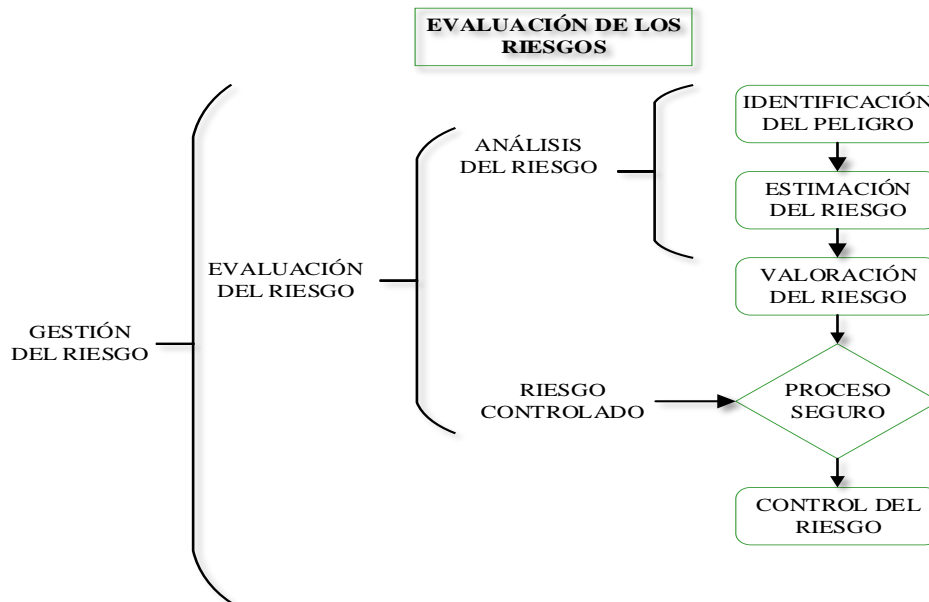 EVALUACIÓN DE LOS
RIESGOS
IDENTIFICACIÓN
DEL PELIGRO
ANÁLISIS
DEL RIESGO
ESTIMACIÓN
DEL RIESGO
EVALUACIÓN
DEL RIESGO
VALORACIÓN
DEL RIESGO
GESTIÓN
DEL RIESGO
RIESGO
CONTROLADO
PROCESO
SEGURO
CONTROL DEL
RIESGO